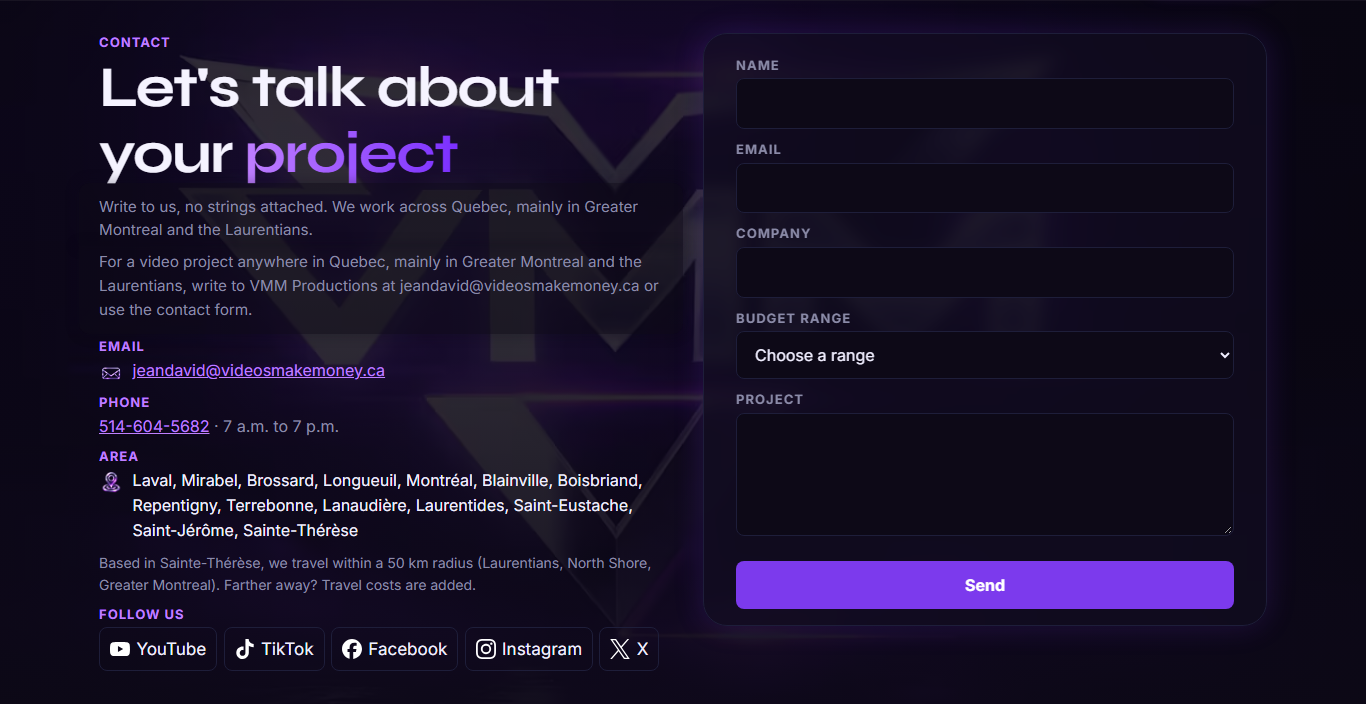 CONTACT
Let's talk about
your project
Write to us, no strings attached. We work across Quebec, mainly in Greater
Montreal and the Laurentians.
For a video project anywhere in Quebec, mainly in Greater Montreal and the
Laurentians, write to VMM Productions at jeandavid@videosmakemoney.ca or
use the contact form.
EMAIL
jeandavid@videosmakemoney.ca
PHONE
514-604-5682 · 7 a.m. to 7 p.m.
AREA
Laval, Mirabel, Brossard, Longueuil, Montréal, Blainville, Boisbriand,
Repentigny, Terrebonne, Lanaudière, Laurentides, Saint-Eustache,
Saint-Jérôme, Sainte-Thérèse
Based in Sainte-Thérèse, we travel within a 50 km radius (Laurentians, North Shore,
Greater Montreal). Farther away? Travel costs are added.
FOLLOW US
YouTube TikTok Facebook Instagram X
NAME
EMAIL
COMPANY
BUDGET RANGE
Choose a range
PROJECT
Send